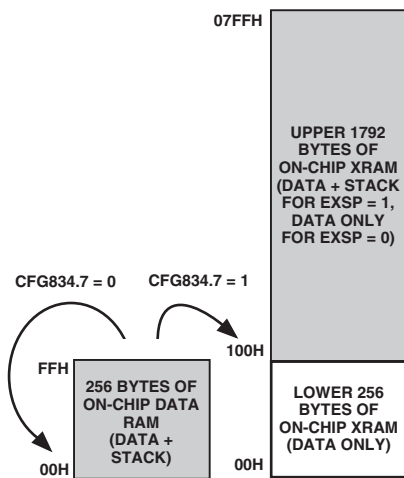 07FFH
UPPER 1792
BYTES OF
ON-CHIP XRAM
(DATA + STACK
FOR EXSP = 1,
DATA ONLY
FOR EXSP = 0)
CFG834.7 = 0
CFG834.7 = 1
100H
FFH
256 BYTES OF
ON-CHIP DATA
RAM
(DATA +
STACK)
00H
LOWER 256
BYTES OF
ON-CHIP XRAM
(DATA ONLY)
00H